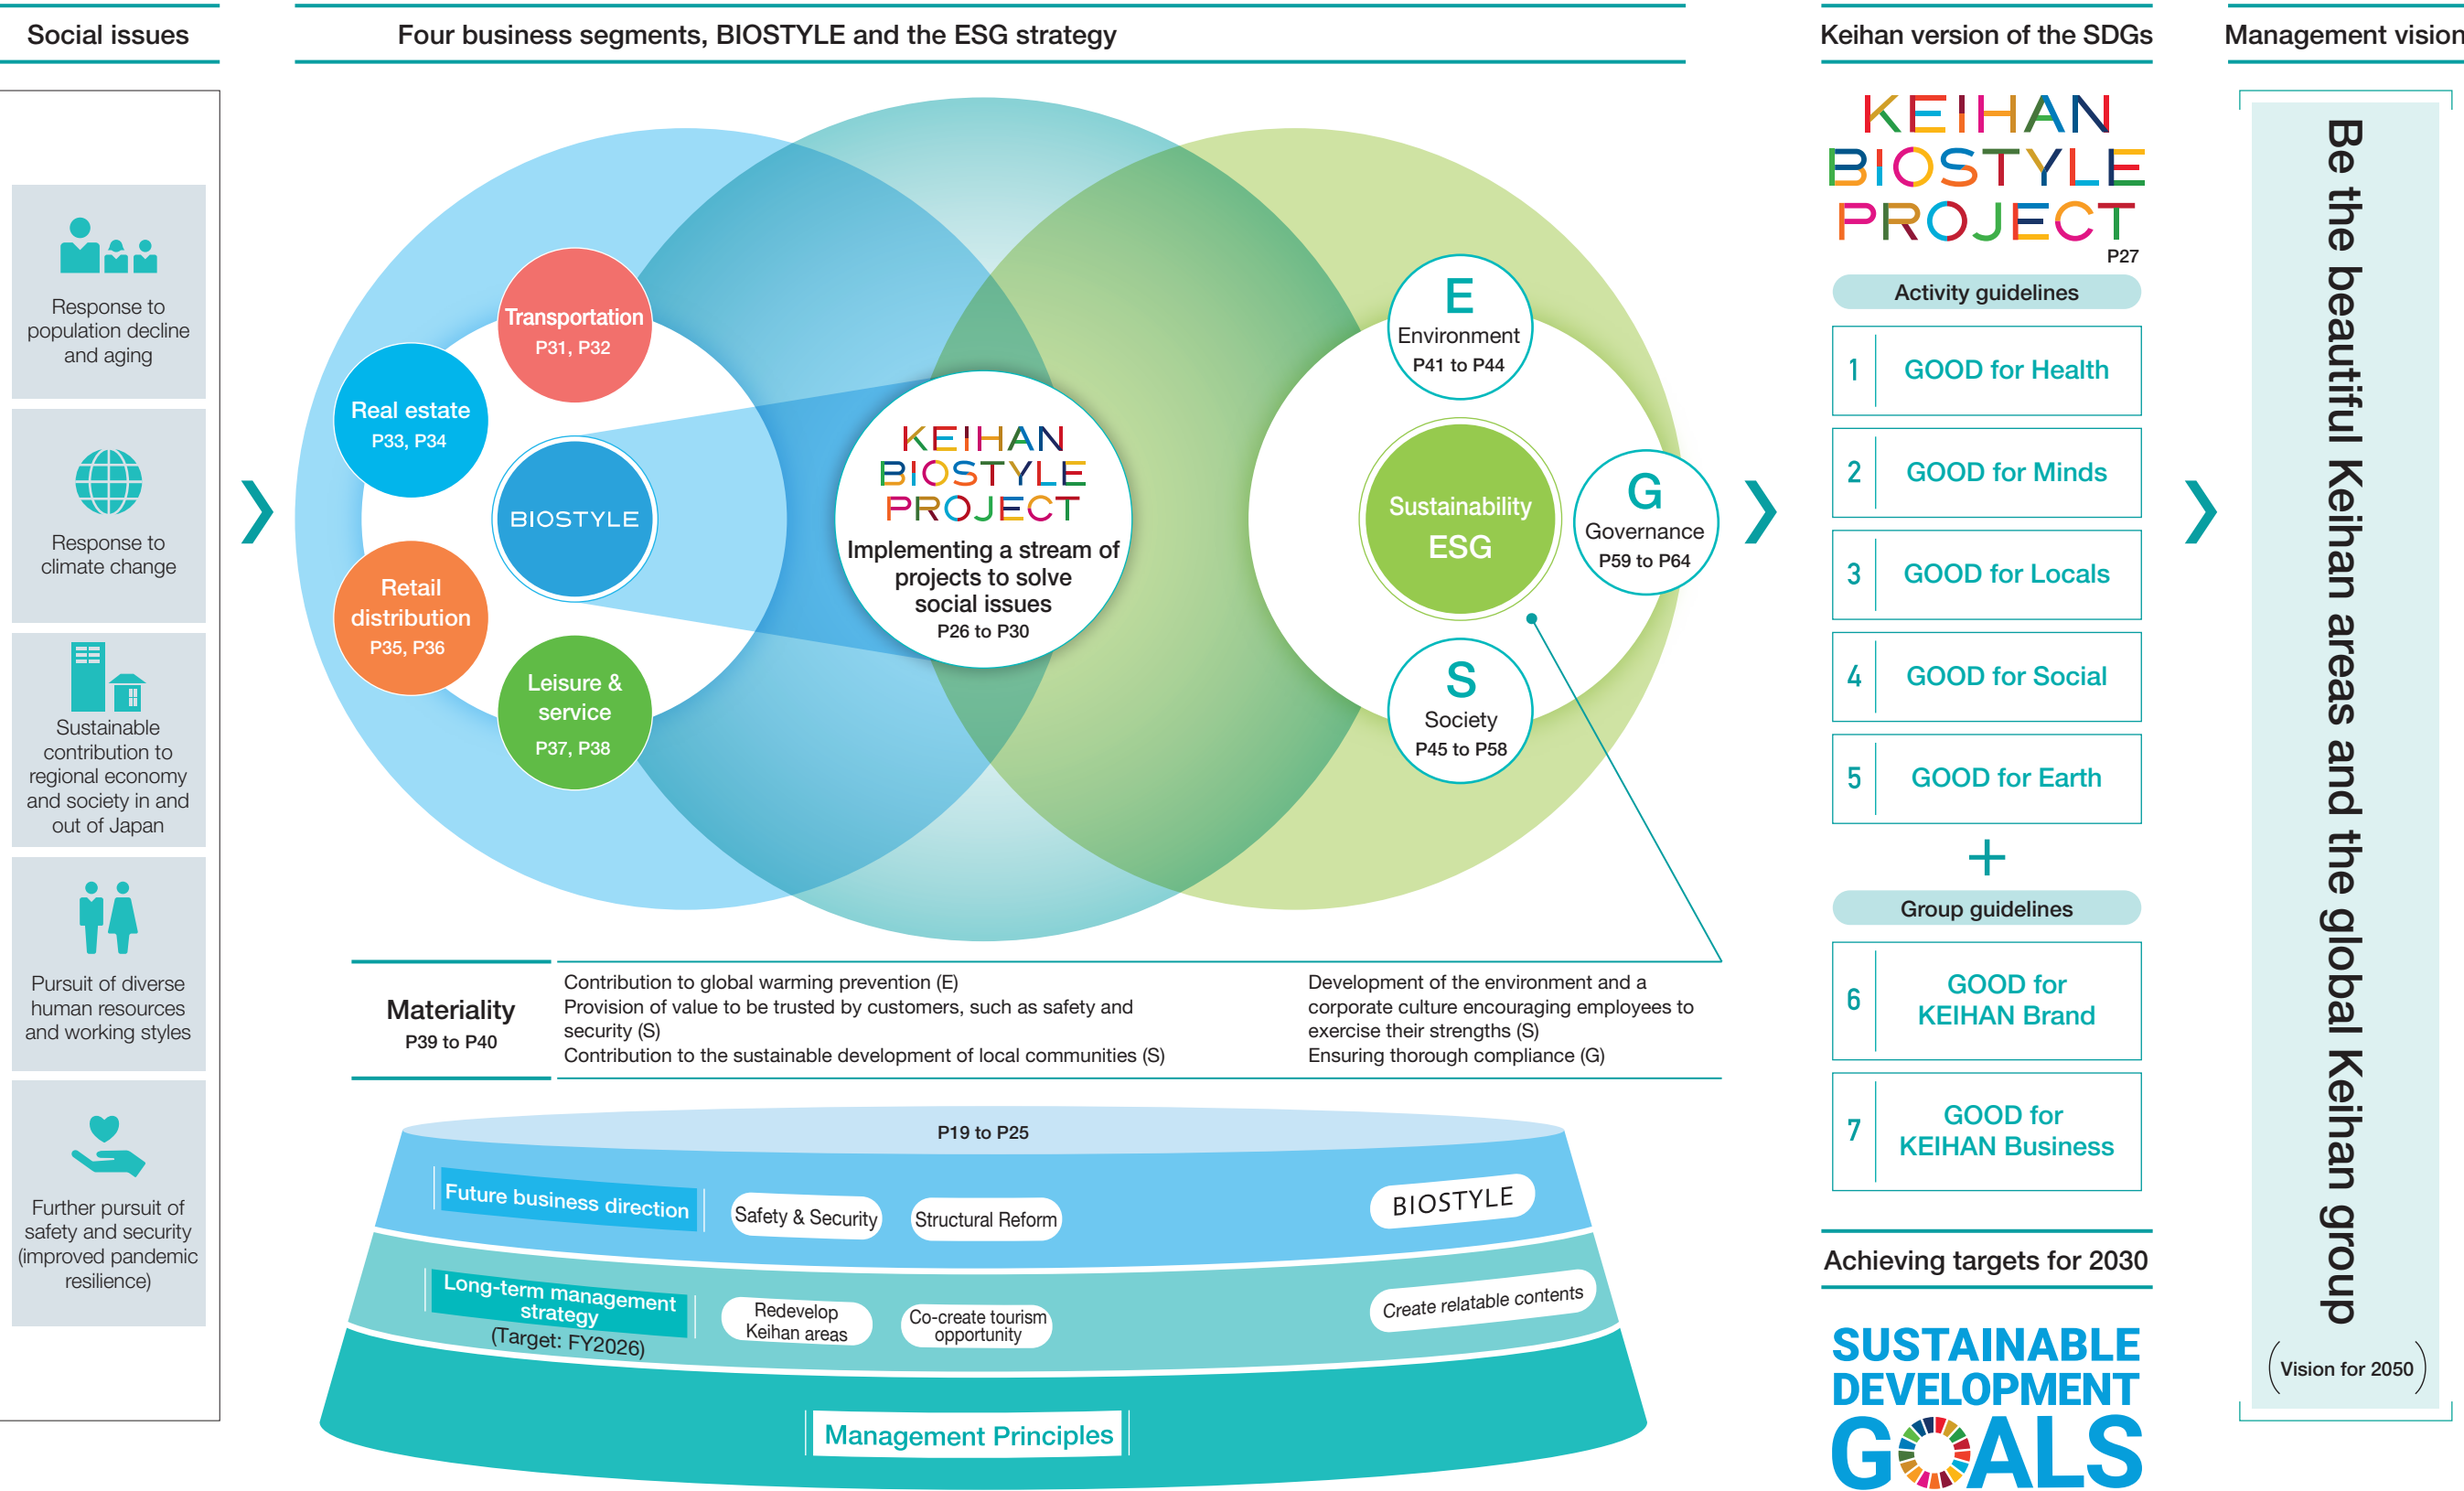 Social issues
Response to
population decline
and aging
Response to
climate change
Sustainable
contribution to
regional economy
and society in and
out of Japan
Pursuit of diverse
human resources
and working styles
Further pursuit of
safety and security
(improved pandemic
resilience)
Four business segments, BIOSTYLE and the ESG strategy
Transportation
P31, P32
Real estate
P33, P34
BIOSTYLE
Retail
distribution
P35, P36
Leisure &
service
P37, P38
KEIHAN
BIOSTYLE
PROJECT
Implementing a stream of
projects to solve
social issues
P26 to P30
E
Environment
P41 to P44
Sustainability
ESG
G
Governance
P59 to P64
S
Society
P45 to P58
Materiality
P39 to P40
Contribution to global warming prevention (E)
Provision of value to be trusted by customers, such as safety and
security (S)
Contribution to the sustainable development of local communities (S)
Development of the environment and a
corporate culture encouraging employees to
exercise their strengths (S)
Ensuring thorough compliance (G)
P19 to P25
Future business direction
Safety & Security
Structural Reform
BIOSTYLE
Long-term management
strategy
(Target: FY2026)
Redevelop
Keihan areas
Co-create tourism
opportunity
Create relatable contents
Management Principles
Keihan version of the SDGs
KEIHAN
BIOSTYLE
PROJECT
P27
Activity guidelines
1 GOOD for Health
2 GOOD for Minds
3 GOOD for Locals
4 GOOD for Social
5 GOOD for Earth
+
Group guidelines
6 GOOD for
KEIHAN Brand
7 GOOD for
KEIHAN Business
Achieving targets for 2030
SUSTAINABLE
DEVELOPMENT
GOALS
Management vision
Be the beautiful Keihan areas and the global Keihan group
(Vision for 2050)